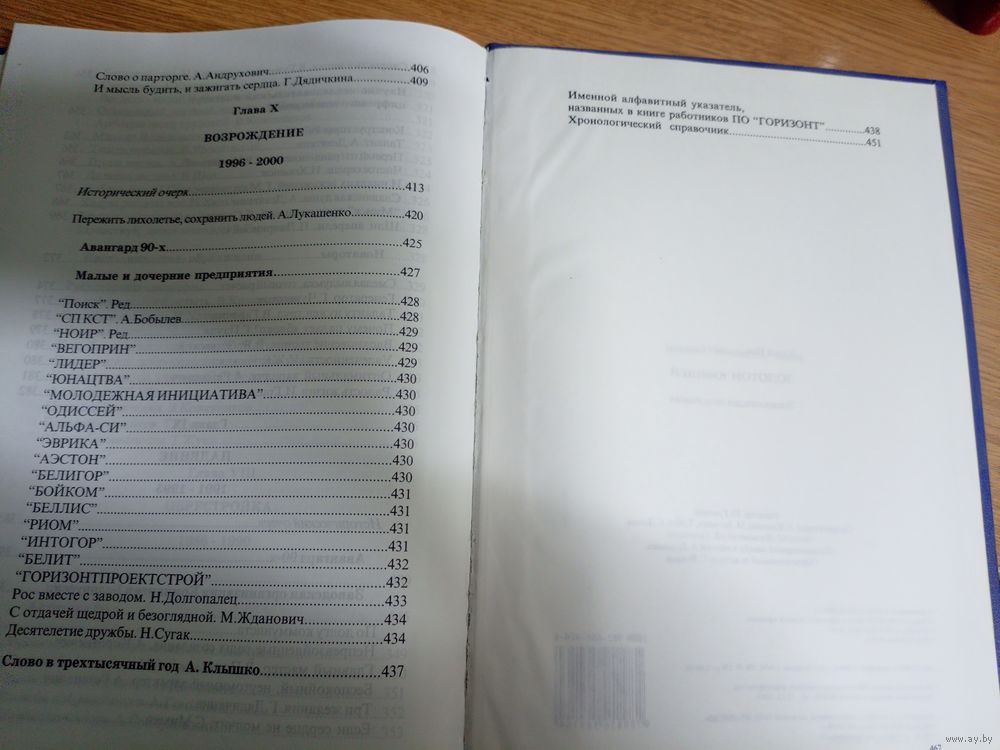 Слово о парторге. А.Андрухович...406
И мысль будить, и зажигать сердца. Г.Дядичкина...409
Глава X
ВОЗРОЖДЕНИЕ
1996 - 2000
Исторический очерк...413
Пережить лихолетье, сохранить людей. А.Лукашенко...420
Авангард 90-х...425
Малые и дочерние предприятия...427
“Поиск”. Ред...428
“СП КСТ”. А.Бобылев...428
“НОИР”. Ред...429
“ВЕГОПРИН”...429
“ЛИДЕР”...429
“ЮНАЦТВА”...430
“МОЛОДЕЖНАЯ ИНИЦИАТИВА”...430
“ОДИССЕЙ”...430
“АЛЬФА-СИ”...430
“ЭВРИКА”...430
“АЭСТОН”...430
“БЕЛИГОР”...430
“БОЙКОМ”...431
“БЕЛЛИС”...431
“РИОМ”...431
“ИНТОГОР”...431
“БЕЛИТ”...432
“ГОРИЗОНТПРОЕКТСТРОЙ”...432
Рос вместе с заводом. Н.Долгопалец...433
С отдачей щедрой и безоглядной. М.Жданович...434
Десятелетие дружбы. Н.Сугак...434
Слово в трехтысячный год А. Клышко...437
Именной алфавитный указатель,
названных в книге работников ПО “ГОРИЗОНТ”...438
Хронологический справочник...451
467
www.ay.by